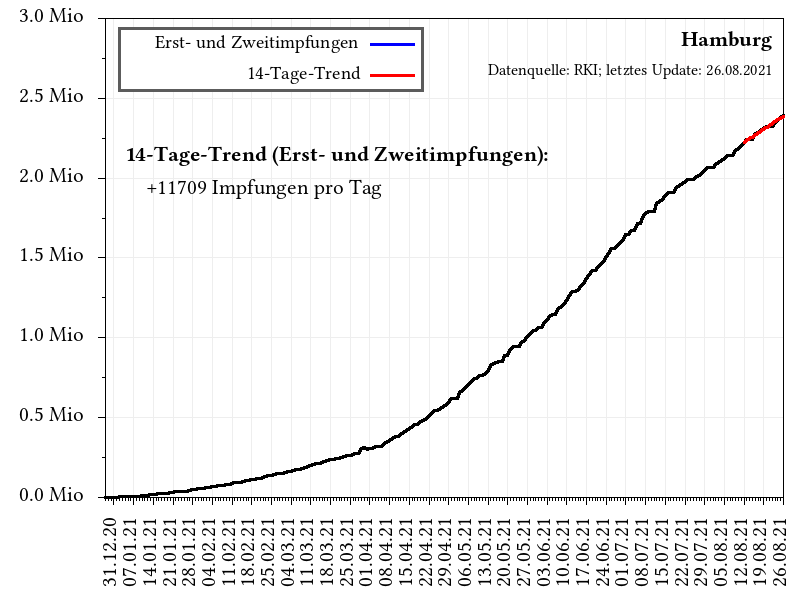 3.0 Mio
2.5 Mio
2.0 Mio
1.5 Mio
1.0 Mio
0.5 Mio
0.0 Mio
Erst- und Zweitimpfungen
14-Tage-Trend
Hamburg
Datenquelle: RKI; letztes Update: 26.08.2021
14-Tage-Trend (Erst- und Zweitimpfungen):
+11709 Impfungen pro Tag
31.12.20
07.01.21
14.01.21
21.01.21
28.01.21
04.02.21
11.02.21
18.02.21
25.02.21
04.03.21
11.03.21
18.03.21
25.03.21
01.04.21
08.04.21
15.04.21
22.04.21
29.04.21
06.05.21
13.05.21
20.05.21
27.05.21
03.06.21
10.06.21
17.06.21
24.06.21
01.07.21
08.07.21
15.07.21
22.07.21
29.07.21
05.08.21
12.08.21
19.08.21
26.08.21